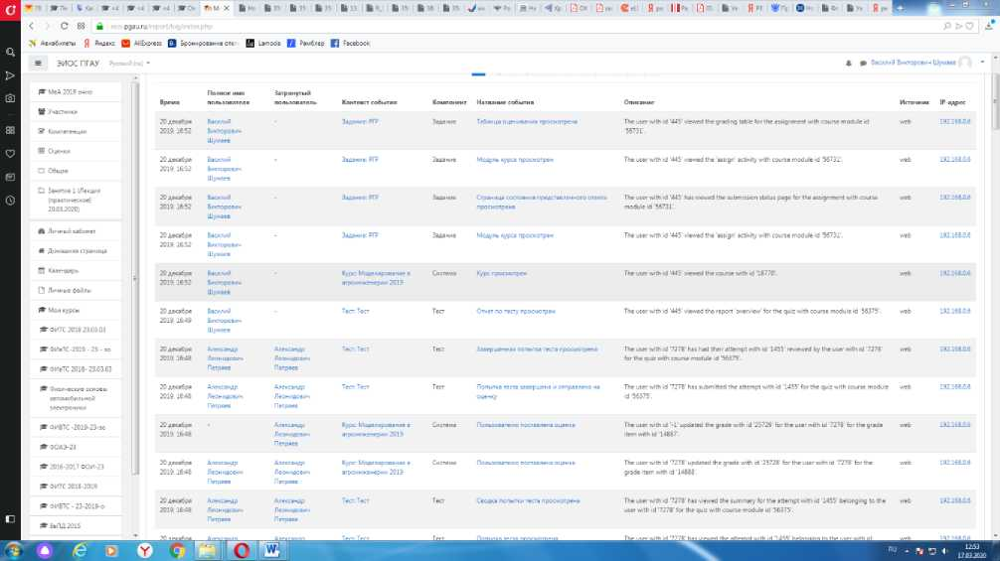 eios.pgau.ru/report/log/index.php
Авиабилеты Яндекс AliExpress Бронирование отел Lamoda Рамблер Facebook
ЭИОС ПГАУ Русский (ru) Василий Викторович Шумаев
МвА 2019 очно
Участники
Компетенции
Оценки
Общее
Занятие 1 (Лекция
(практическое)
20.03.2020)
Личный кабинет
Домашняя страница
Календарь
Личные файлы
Мои курсы
ФИТС 2018 23.03.03
ФИвТС -2019 - 23 - зо
ФИвТС 2018- 23.03.03
Физические основы
автомобильной
электроники
ФИВТС -2019-23-зо
ФОАЭ-23
2016-2017 ФОИ-23
ФИТС 2018-2019
ФИВТС - 23-2019-о
ВвПД 2015
Время Полное имя пользователя Затронутый пользователь Контекст события Компонент Название события Описание Источник IP-адрес
20 декабря 2019, 16:52 Василий Викторович Шумаев - Задание: РГР Задание Таблица оценивания просмотрена The user with id '445' viewed the grading table for the assignment with course module id '56731'. web 192.168.0.6
20 декабря 2019, 16:52 Василий Викторович Шумаев - Задание: РГР Задание Модуль курса просмотрен The user with id '445' viewed the 'assign' activity with course module id '56731'. web 192.168.0.6
20 декабря 2019, 16:52 Василий Викторович Шумаев - Задание: РГР Задание Страница состояния представленного ответа просмотрена The user with id '445' has viewed the submission status page for the assignment with course module id '56731'. web 192.168.0.6
20 декабря 2019, 16:52 Василий Викторович Шумаев - Задание: РГР Задание Модуль курса просмотрен The user with id '445' viewed the 'assign' activity with course module id '56731'. web 192.168.0.6
20 декабря 2019, 16:52 Василий Викторович Шумаев - Курс: Моделирование в агроинженерии 2019 Система Курс просмотрен The user with id '445' viewed the course with id '18770'. web 192.168.0.6
20 декабря 2019, 16:49 Василий Викторович Шумаев - Тест: Тест Тест Отчет по тесту просмотрен The user with id '445' viewed the report 'overview' for the quiz with course module id '56375'. web 192.168.0.6
20 декабря 2019, 16:48 Александр Леонидович Петряев Александр Леонидович Петряев Тест: Тест Тест Завершенная попытка теста просмотрена The user with id '7278' has had their attempt with id '1455' reviewed by the user with id '7278' for the quiz with course module id '56375'. web 192.168.0.6
20 декабря 2019, 16:48 Александр Леонидович Петряев Александр Леонидович Петряев Тест: Тест Тест Попытка теста завершена и отправлена на оценку The user with id '7278' has submitted the attempt with id '1455' for the quiz with course module id '56375'. web 192.168.0.6
20 декабря 2019, 16:48 - Александр Леонидович Петряев Курс: Моделирование в агроинженерии 2019 Система Пользователю поставлена оценка The user with id '-1' updated the grade with id '25729' for the user with id '7278' for the grade item with id '14887'. web 192.168.0.6
20 декабря 2019, 16:48 Александр Леонидович Петряев Александр Леонидович Петряев Курс: Моделирование в агроинженерии 2019 Система Пользователю поставлена оценка The user with id '7278' updated the grade with id '25728' for the user with id '7278' for the grade item with id '14888'. web 192.168.0.6
20 декабря 2019, 16:48 Александр Леонидович Петряев Александр Леонидович Петряев Тест: Тест Тест Сводка попытки теста просмотрена The user with id '7278' has viewed the summary for the attempt with id '1455' belonging to the user with id '7278' for the quiz with course module id '56375'. web 192.168.0.6
20 декабря Александр Александр Тест: Тест Тест Попытка теста просмотрена The user with id '7278' has viewed the attempt with id '1455' belonging to the user with id web 192.168.0.6
RU 12:53
17.03.2020